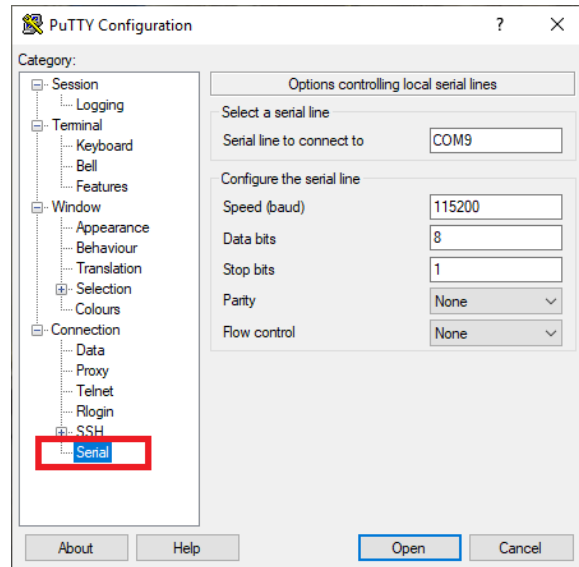 PuTTY Configuration
?
Category:
Session
Logging
Terminal
Keyboard
Bell
Features
Window
Appearance
Behaviour
Translation
Selection
Colours
Connection
Data
Proxy
Telnet
Rlogin
SSH
Serial
Options controlling local serial lines
Select a serial line
Serial line to connect to COM9
Configure the serial line
Speed (baud) 115200
Data bits 8
Stop bits 1
Parity None
Flow control None
About Help Open Cancel